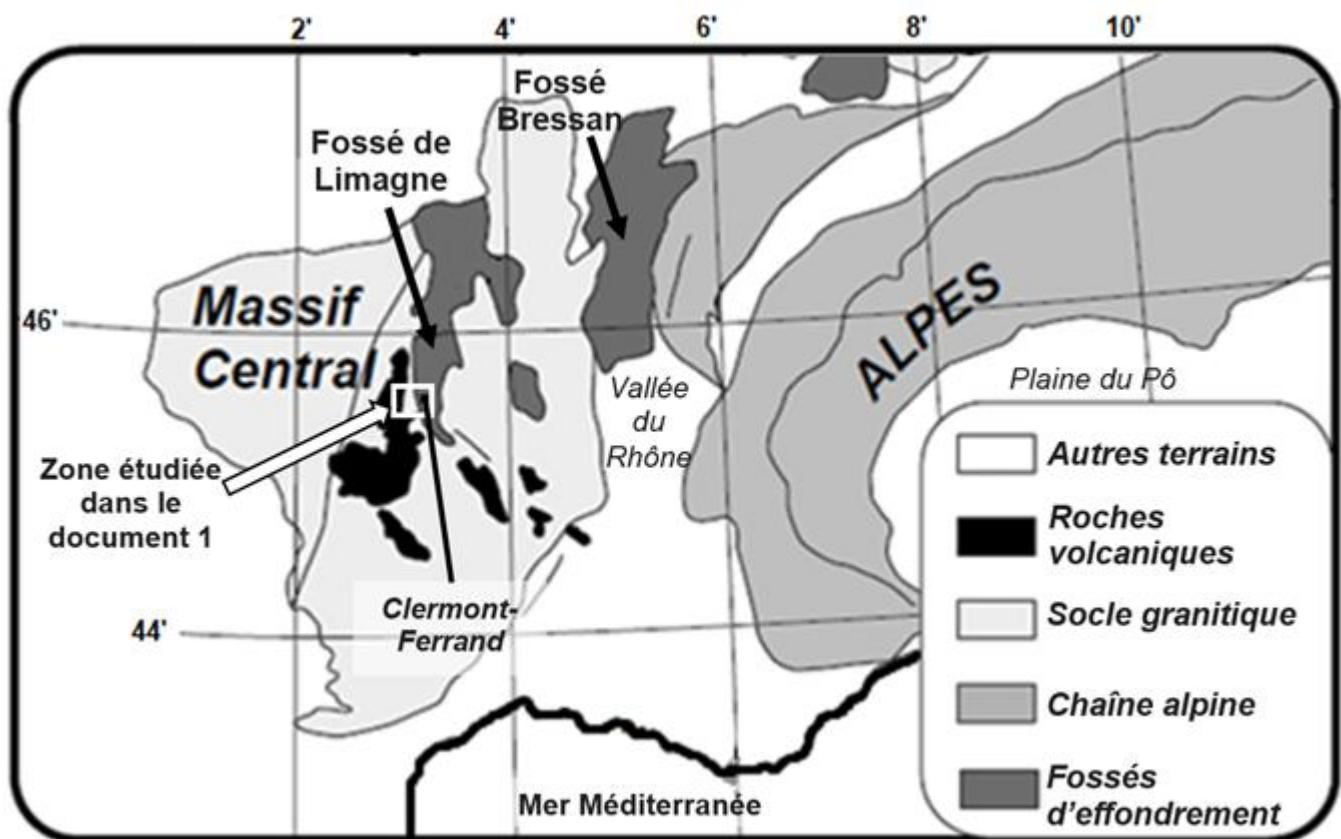 2' 4' 6' 8' 10'
Fossé
Bressan
Fossé de
Limagne
Massif
Central
46'
ALPES
Plaine du Pô
Vallée
du
Rhône
Zone étudiée
dans le
document 1
Clermont-
Ferrand
44'
Mer Méditerranée
Autres terrains
Roches
volcaniques
Socle granitique
Chaîne alpine
Fossés
d'effondrement